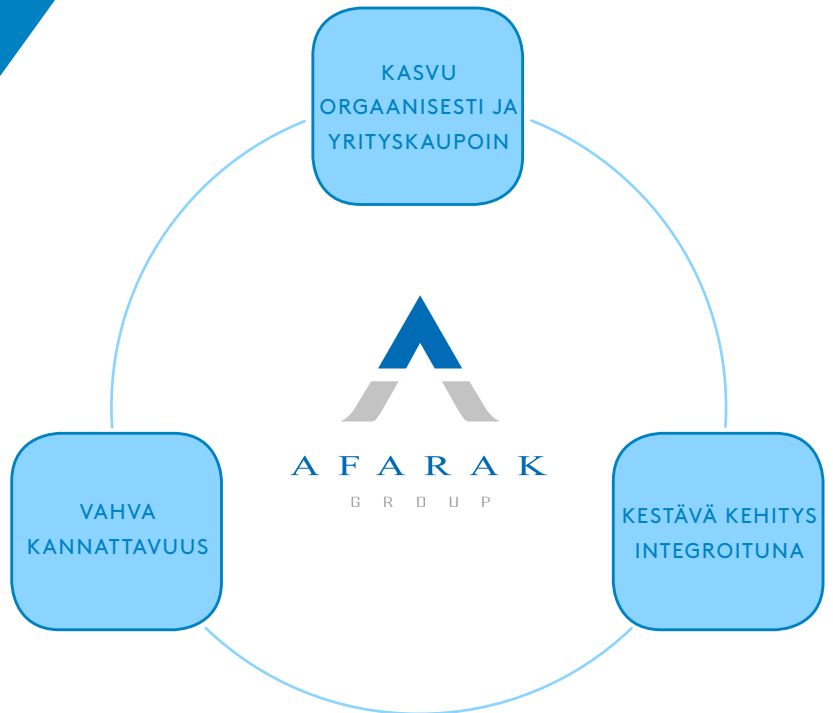 KASVU
ORGAANISESTI JA
YRITYSKAUPOIN
AFARAK
GROUP
VAHVA
KANNATTAVUUS
KESTÄVÄ KEHITYS
INTEGROITUNA